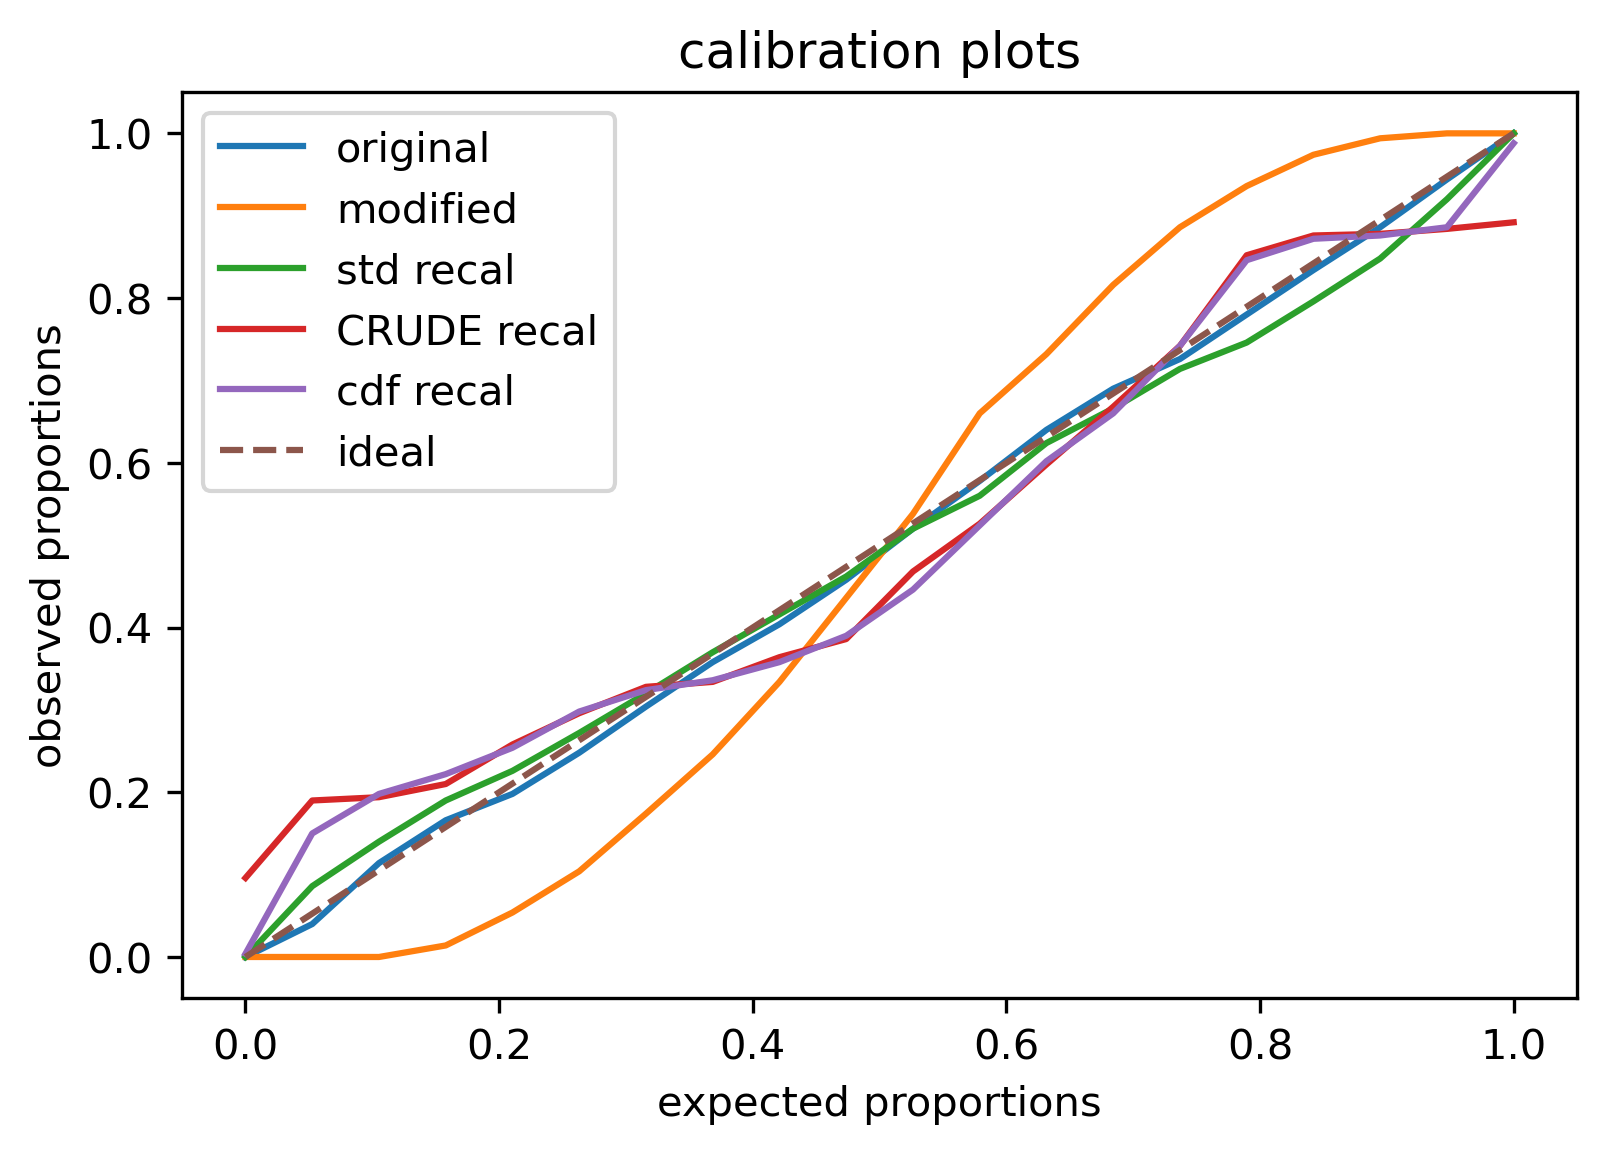 calibration plots
original
modified
std recal
CRUDE recal
cdf recal
ideal
observed proportions
1.0
0.8
0.6
0.4
0.2
0.0
0.0 0.2 0.4 0.6 0.8 1.0
expected proportions